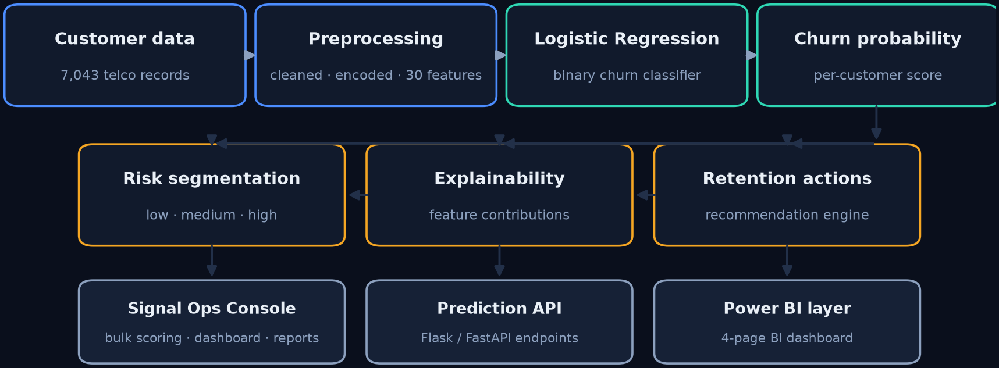 Customer data
7,043 telco records
Preprocessing
cleaned · encoded · 30 features
Logistic Regression
binary churn classifier
Churn probability
per-customer score
Risk segmentation
low · medium · high
Explainability
feature contributions
Retention actions
recommendation engine
Signal Ops Console
bulk scoring · dashboard · reports
Prediction API
Flask / FastAPI endpoints
Power BI layer
4-page BI dashboard